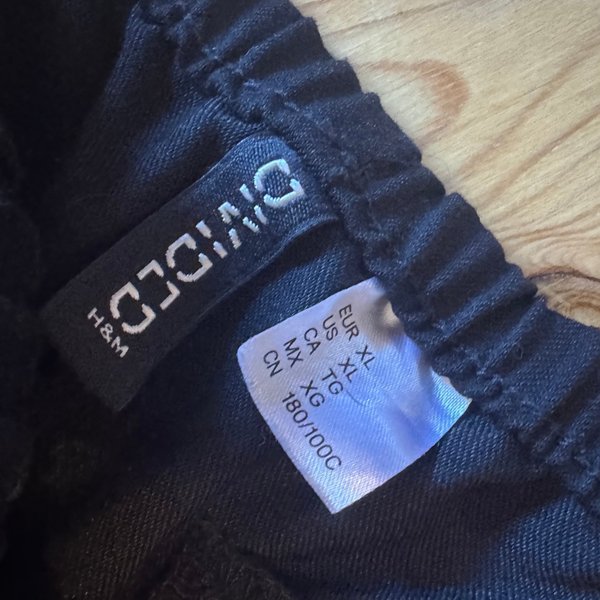 DIVIDED
H&M
EUR XL
US XL
CA TG
MX XG
CN 180/100C